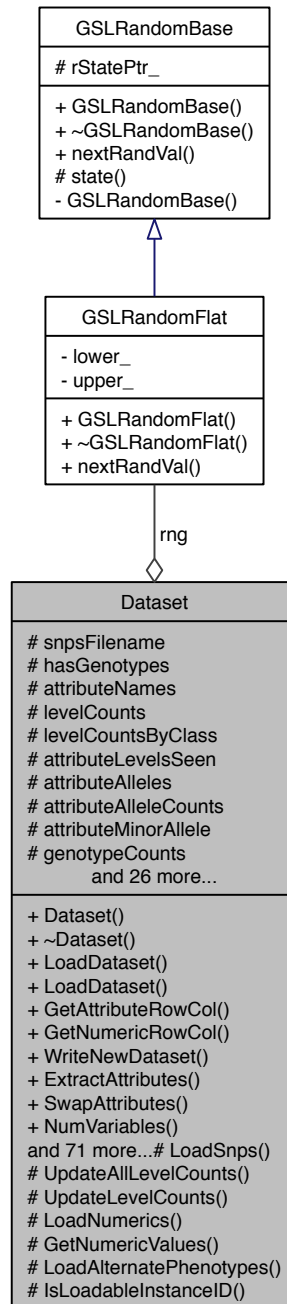 GSLRandomBase
# rStatePtr_
+ GSLRandomBase()
+ ~GSLRandomBase()
+ nextRandVal()
# state()
- GSLRandomBase()
GSLRandomFlat
- lower_
- upper_
+ GSLRandomFlat()
+ ~GSLRandomFlat()
+ nextRandVal()
rng
Dataset
# snpsFilename
# hasGenotypes
# attributeNames
# levelCounts
# levelCountsByClass
# attributeLevelsSeen
# attributeAlleles
# attributeAlleleCounts
# attributeMinorAllele
# genotypeCounts
and 26 more...
+ Dataset()
+ ~Dataset()
+ LoadDataset()
+ LoadDataset()
+ GetAttributeRowCol()
+ GetNumericRowCol()
+ WriteNewDataset()
+ ExtractAttributes()
+ SwapAttributes()
+ NumVariables()
and 71 more...# LoadSnps()
# UpdateAllLevelCounts()
# UpdateLevelCounts()
# LoadNumerics()
# GetNumericValues()
# LoadAlternatePhenotypes()
# IsLoadableInstanceID()